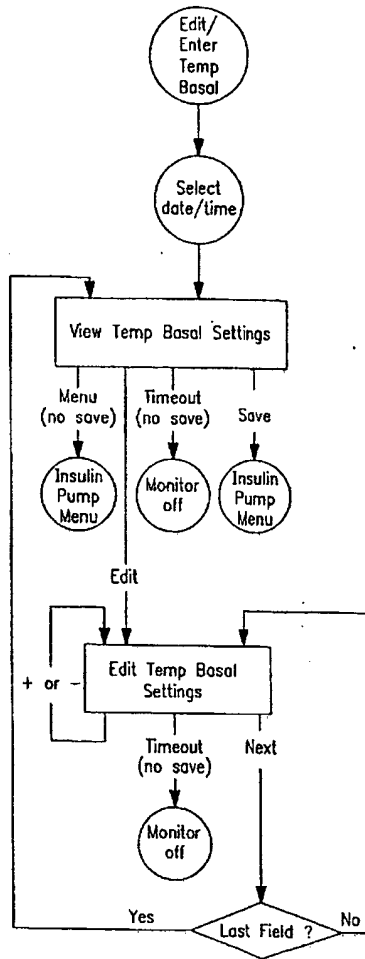 Edit/
Enter
Temp
Basal
Select
date/time
View Temp Basal Settings
Menu
(no save)
Timeout
(no save)
Save
Insulin
Pump
Menu
Monitor
off
Insulin
Pump
Menu
Edit
+ or -
Edit Temp Basal
Settings
Timeout
(no save)
Next
Monitor
off
Yes
Last Field ?
No